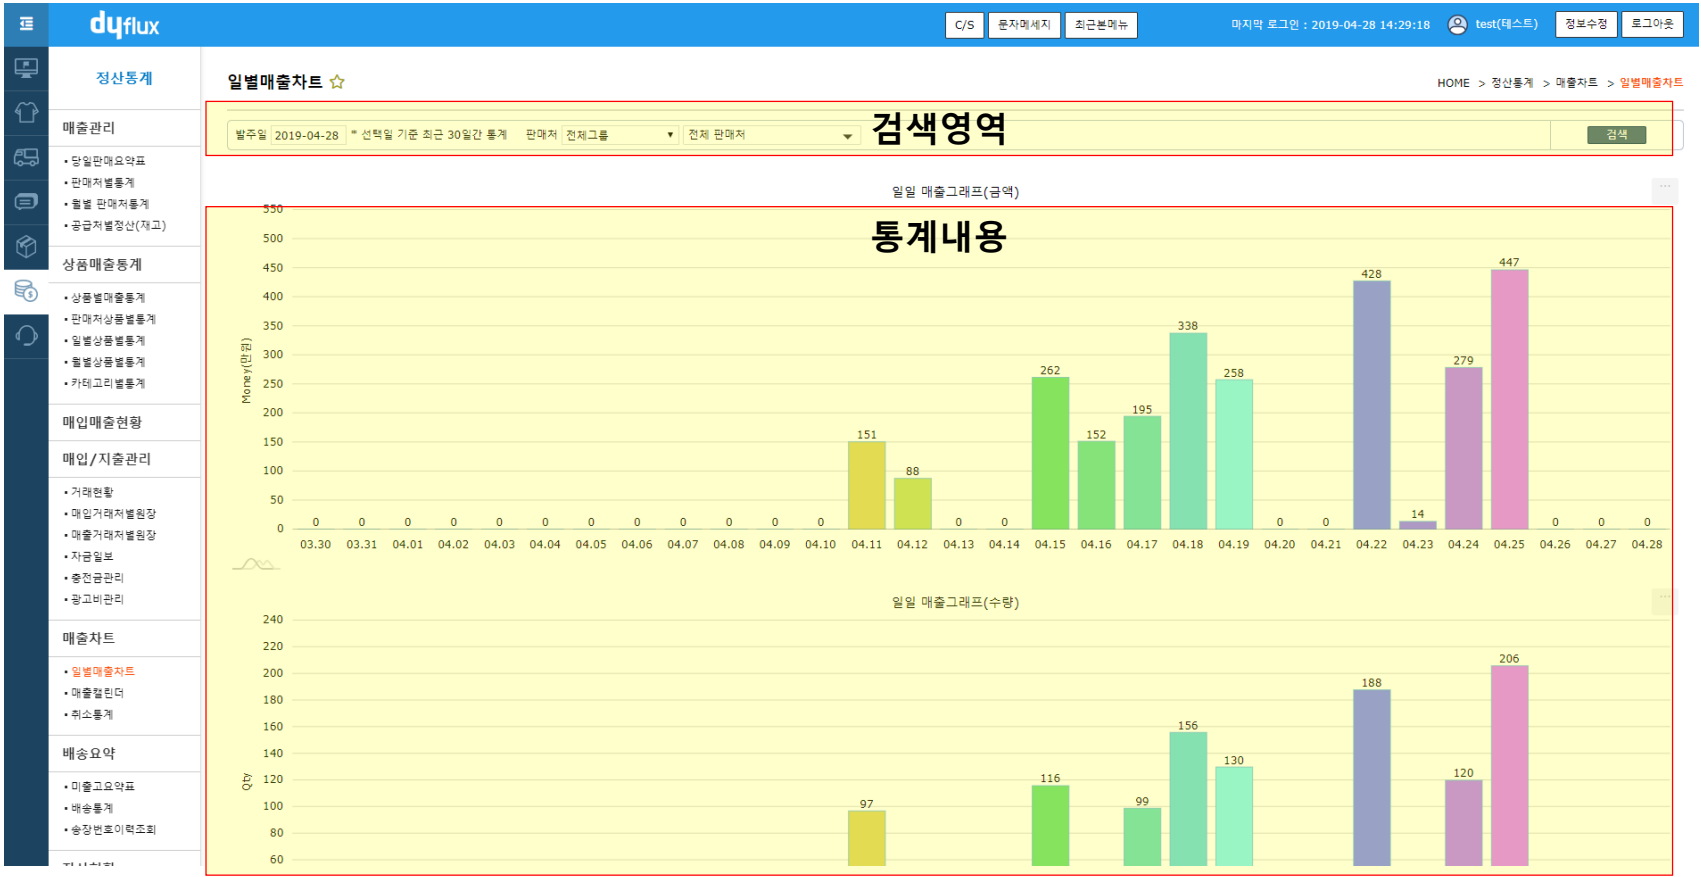 dyflux
C/S
문자메세지
최근본메뉴
마지막 로그인 : 2019-04-28 14:29:18
test(테스트)
정보수정
로그아웃
정산통계
매출관리
• 당일판매요약표
• 판매처별통계
• 월별 판매처통계
• 공급처별정산(재고)
상품매출통계
• 상품별매출통계
• 판매처상품별통계
• 일별상품별통계
• 월별상품별통계
• 카테고리별통계
매입매출현황
매입/지출관리
• 거래현황
• 매입거래처별원장
• 매출거래처별원장
• 자금일보
• 충전금관리
• 광고비관리
매출차트
• 일별매출차트
• 매출캘린더
• 취소통계
배송요약
• 미출고요약표
• 배송통계
• 송장번호이력조회
일별매출차트
HOME > 정산통계 > 매출차트 > 일별매출차트
발주일 2019-04-28 * 선택일 기준 최근 30일간 통계 판매처 전체그룹 전체 판매처
검색영역
검색
일일 매출그래프(금액)
통계내용
Money(만원)
550
500
450
400
350
300
250
200
150
100
50
0
0 0 0 0 0 0 0 0 0 0 0 0 151 88 0 0 262 152 195 338 258 0 0 428 14 279 447 0 0 0
03.30 03.31 04.01 04.02 04.03 04.04 04.05 04.06 04.07 04.08 04.09 04.10 04.11 04.12 04.13 04.14 04.15 04.16 04.17 04.18 04.19 04.20 04.21 04.22 04.23 04.24 04.25 04.26 04.27 04.28
일일 매출그래프(수량)
Qty
240
220
200
180
160
140
120
100
80
60
97 116 99 156 130 188 120 206